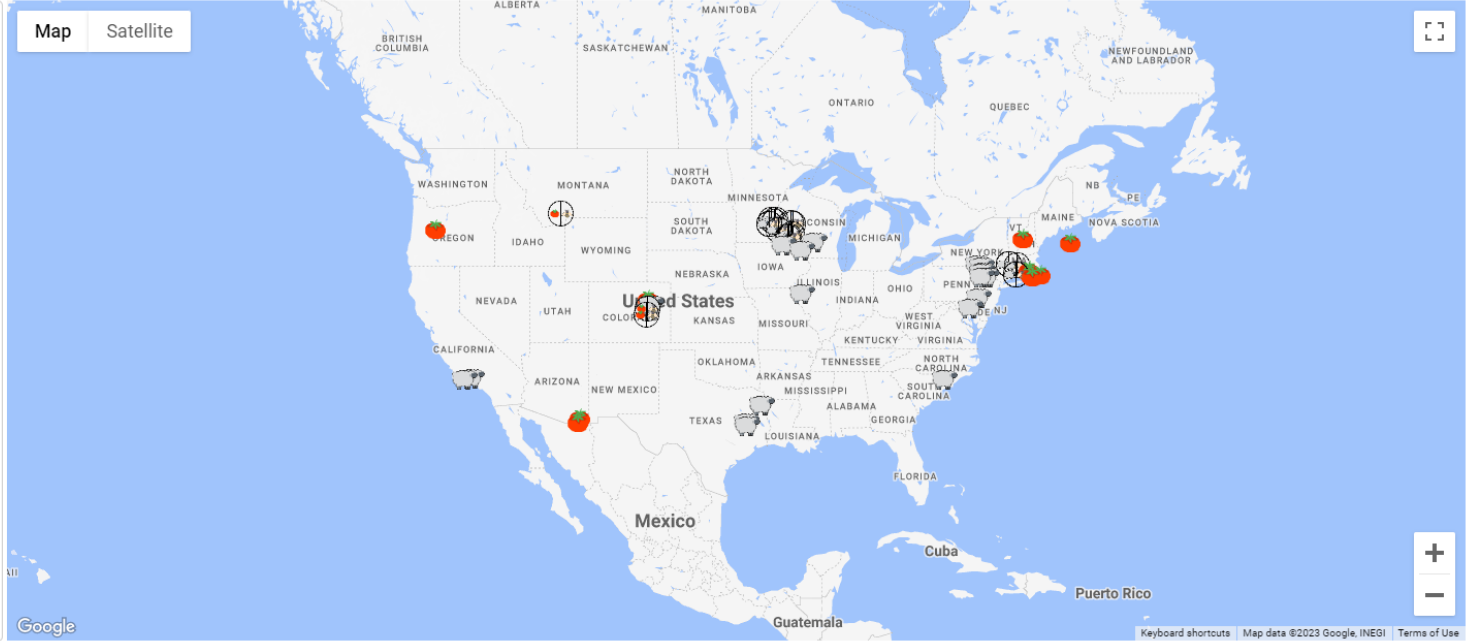 Map
Satellite
ALBERTA
MANITOBA
BRITISH
COLUMBIA
SASKATCHEWAN
NEWFOUNDLAND
AND LABRADOR
ONTARIO
QUEBEC
WASHINGTON
MONTANA
NORTH
DAKOTA
MINNESOTA
NB
PE
NOVA SCOTIA
MAINE
VT
OREGON
IDAHO
SOUTH
DAKOTA
MICHIGAN
WYOMING
NEW YORK
IOWA
NEBRASKA
ILLINOIS
INDIANA
OHIO
PENN
NEVADA
UTAH
United States
COLOR
KANSAS
MISSOURI
WEST
VIRGINIA
DE
NJ
KENTUCKY
VIRGINIA
CALIFORNIA
OKLAHOMA
TENNESSEE
NORTH
CAROLINA
ARIZONA
NEW MEXICO
ARKANSAS
MISSISSIPPI
SOUTH
CAROLINA
ALABAMA
TEXAS
GEORGIA
LOUISIANA
FLORIDA
Mexico
Cuba
Puerto Rico
Guatemala
Google
Keyboard shortcuts
Map data ©2023 Google, INEGI
Terms of Use